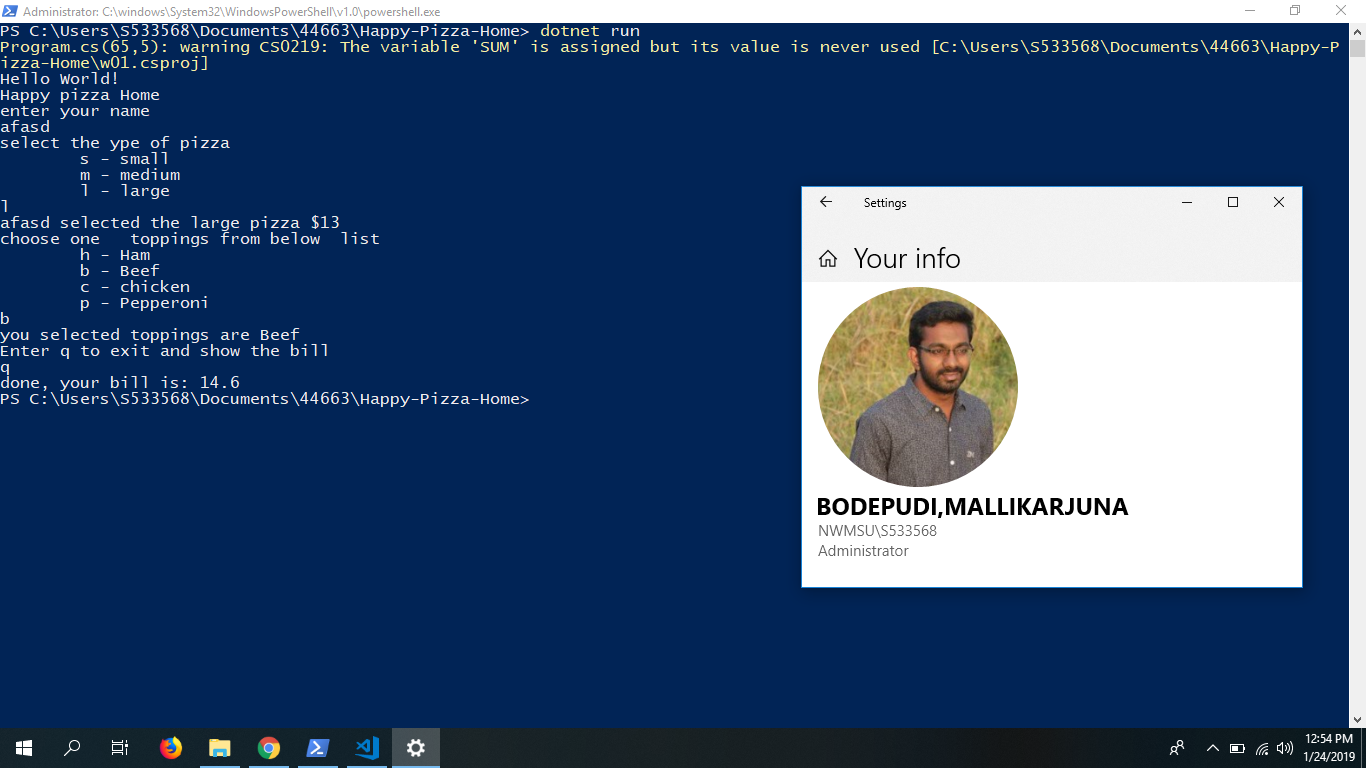 Administrator: C:\windows\System32\WindowsPowerShell\v1.0\powershell.exe
PS C:\Users\S533568\Documents\44663\Happy-Pizza-Home> dotnet run
Program.cs(65,5): warning CS0219: The variable 'SUM' is assigned but its value is never used [C:\Users\S533568\Documents\44663\Happy-P
izza-Home\w01.csproj]
Hello World!
Happy pizza Home
enter your name
afasd
select the ype of pizza
s - small
m - medium
l - large
l
afasd selected the large pizza $13
choose one   toppings from below  list
h - Ham
b - Beef
c - chicken
p - Pepperoni
b
you selected toppings are Beef
Enter q to exit and show the bill
q
done, your bill is: 14.6
PS C:\Users\S533568\Documents\44663\Happy-Pizza-Home>
Settings
Your info
BODEPUDI,MALLIKARJUNA
NWMSU\S533568
Administrator
12:54 PM
1/24/2019